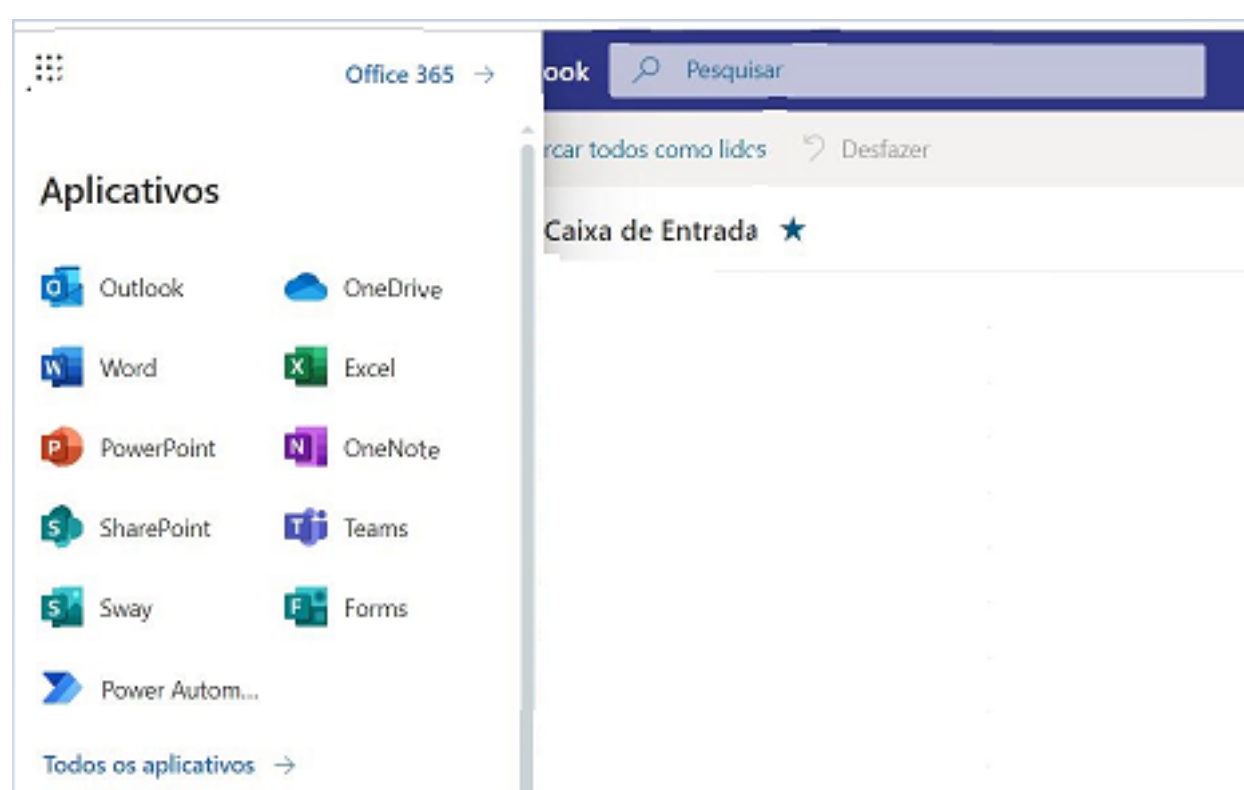 Office 365 →
ook
Pesquisar
rcar todos como lidos
Desfazer
Aplicativos
Caixa de Entrada ★
Outlook
OneDrive
Word
Excel
PowerPoint
OneNote
SharePoint
Teams
Sway
Forms
Power Autom...
Todos os aplicativos →